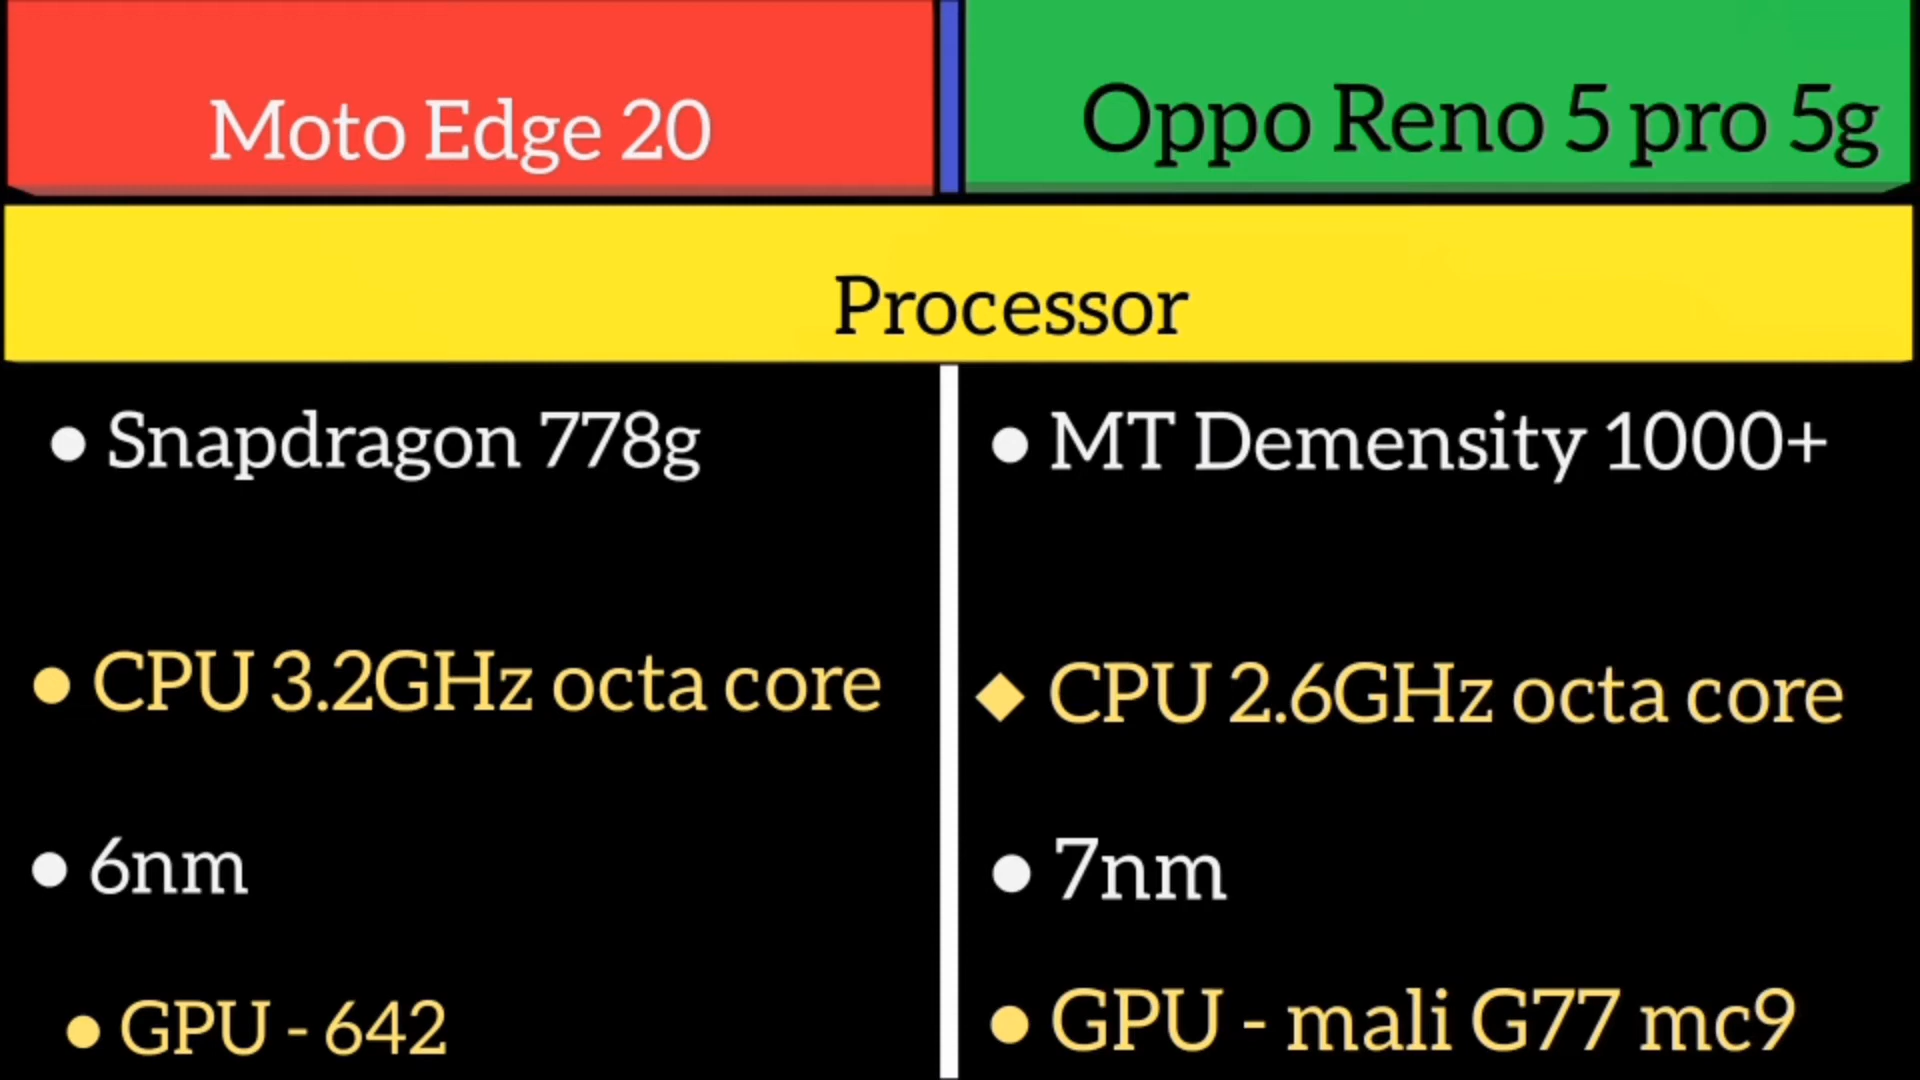 Moto Edge 20
Oppo Reno 5 pro 5g
Processor
Snapdragon 778g
MT Demensity 1000+
CPU 3.2GHz octa core
CPU 2.6GHz octa core
6nm
7nm
GPU - 642
GPU - mali G77 mc9